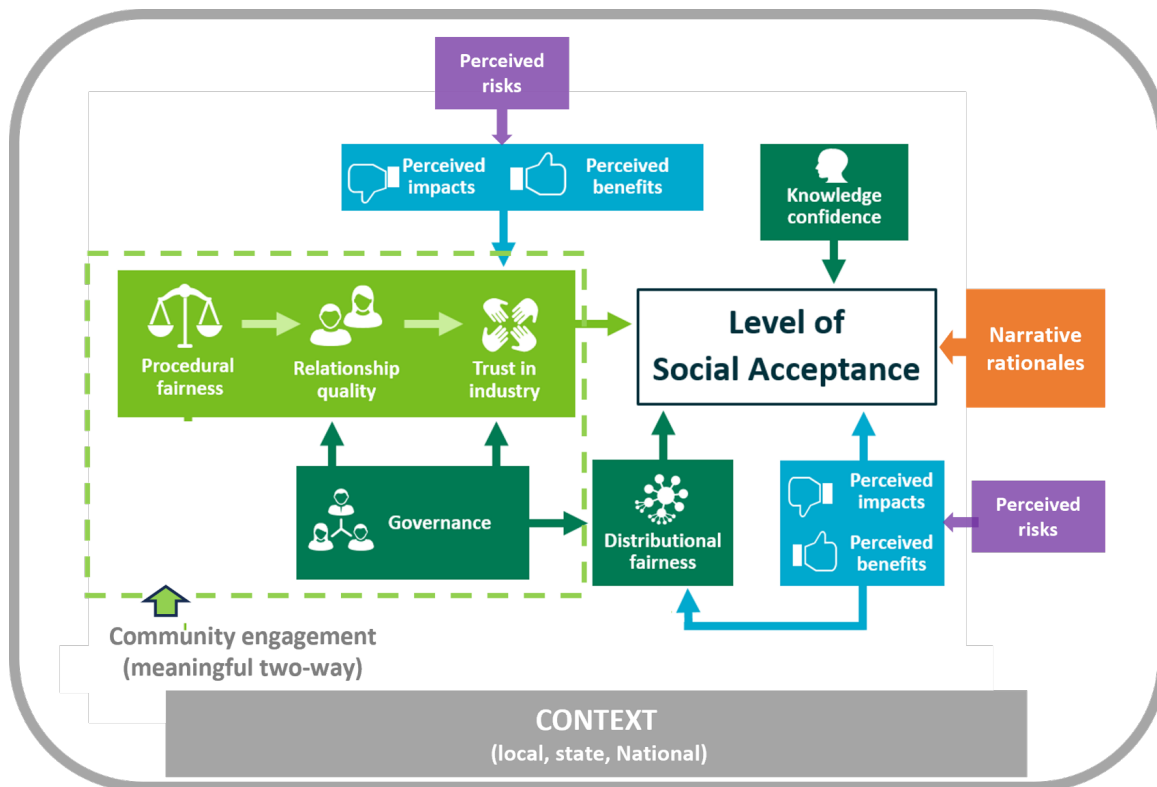 Perceived
risks
Perceived
impacts
Perceived
benefits
Knowledge
confidence
Procedural
fairness
Relationship
quality
Trust in
industry
Level of
Social Acceptance
Narrative
rationales
Governance
Distributional
fairness
Perceived
impacts
Perceived
benefits
Perceived
risks
Community engagement
(meaningful two-way)
CONTEXT
(local, state, National)